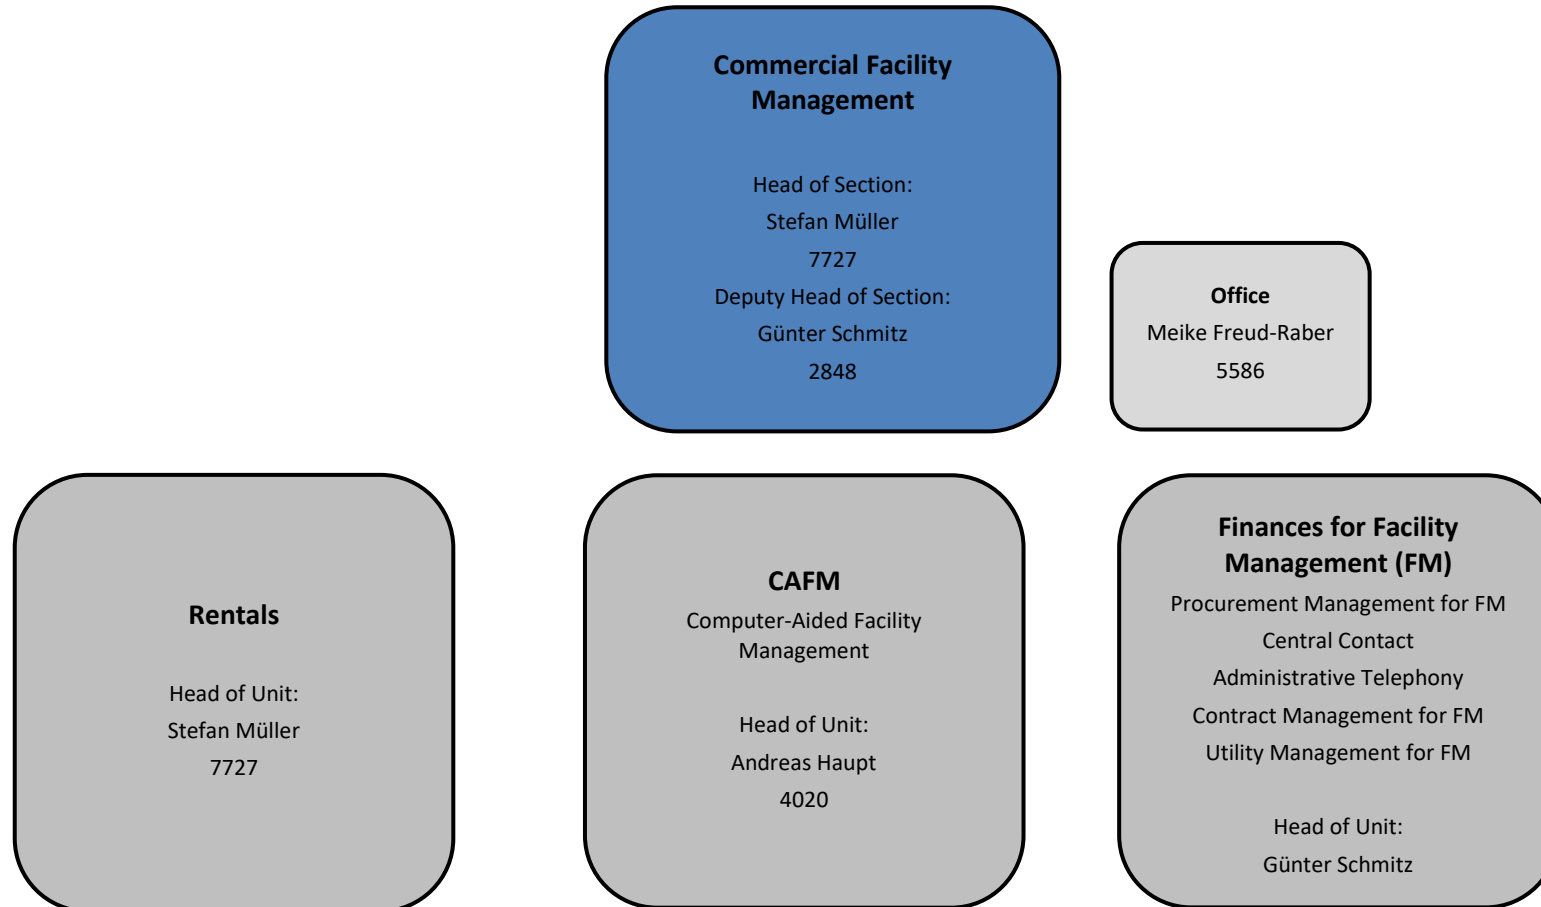 Commercial Facility
Management
Head of Section:
Stefan Müller
7727
Deputy Head of Section:
Günter Schmitz
2848
Office
Meike Freud-Raber
5586
Rentals
Head of Unit:
Stefan Müller
7727
CAFM
Computer-Aided Facility
Management
Head of Unit:
Andreas Haupt
4020
Finances for Facility
Management (FM)
Procurement Management for FM
Central Contact
Administrative Telephony
Contract Management for FM
Utility Management for FM
Head of Unit:
Günter Schmitz